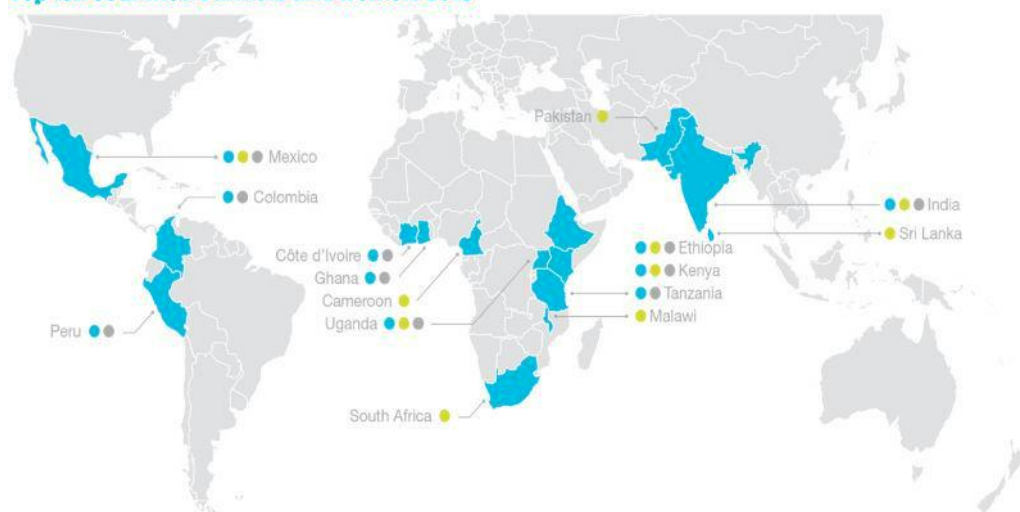 Pakistan
Mexico
Colombia
India
Sri Lanka
Côte d'Ivoire
Ethiopia
Ghana
Kenya
Cameroon
Tanzania
Uganda
Malawi
Peru
South Africa